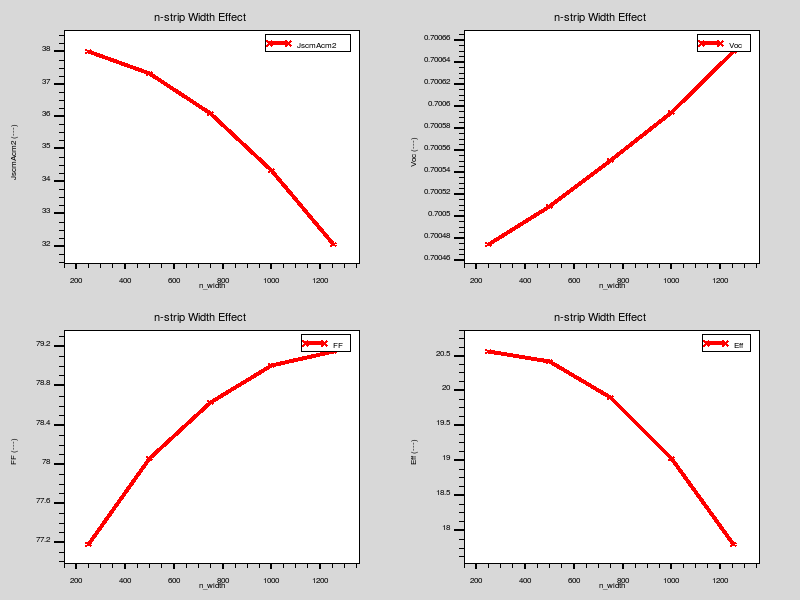 n-strip Width Effect
JscmAcm2
38
37
36
35
34
33
32
JscmAcm2 (---)
200 400 600 800 1000 1200
n_width
n-strip Width Effect
Voc
0.70066
0.70064
0.70062
0.7006
0.70058
0.70056
0.70054
0.70052
0.7005
0.70048
0.70046
Voc (---)
200 400 600 800 1000 1200
n_width
n-strip Width Effect
FF
79.2
78.8
78.4
78
77.6
77.2
FF (---)
200 400 600 800 1000 1200
n_width
n-strip Width Effect
Eff
20.5
20
19.5
19
18.5
18
Eff (---)
200 400 600 800 1000 1200
n_width